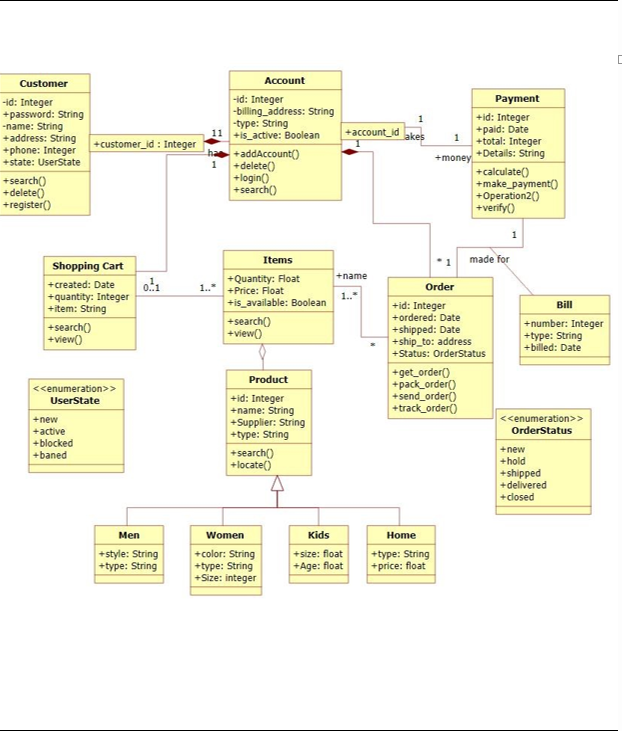 Customer
-id: Integer
+password: String
-name: String
+address: String
+phone: Integer
+state: UserState
+search()
+delete()
+register()
+customer_id : Integer
11
has
1
Account
-id: Integer
-billing_address: String
-type: String
+is_active: Boolean
+addAccount()
+delete()
+login()
+search()
+account_id
akes
1
1
1
+money
Payment
+id: Integer
+paid: Date
+total: Integer
+Details: String
+calculate()
+make_payment()
+Operation2()
+verify()
1
made for
* 1
Shopping Cart
+created: Date
+quantity: Integer
+item: String
+search()
+view()
1
0..1
1..*
Items
+Quantity: Float
+Price: Float
+is_available: Boolean
+search()
+view()
+name
1..*
*
Order
+id: Integer
+ordered: Date
+shipped: Date
+ship_to: address
+Status: OrderStatus
+get_order()
+pack_order()
+send_order()
+track_order()
Bill
+number: Integer
+type: String
+billed: Date
<<enumeration>>
UserState
+new
+active
+blocked
+baned
Product
+id: Integer
+name: String
+Supplier: String
+type: String
+search()
+locate()
<<enumeration>>
OrderStatus
+new
+hold
+shipped
+delivered
+closed
Men
+style: String
+type: String
Women
+color: String
+type: String
+Size: integer
Kids
+size: float
+Age: float
Home
+type: String
+price: float